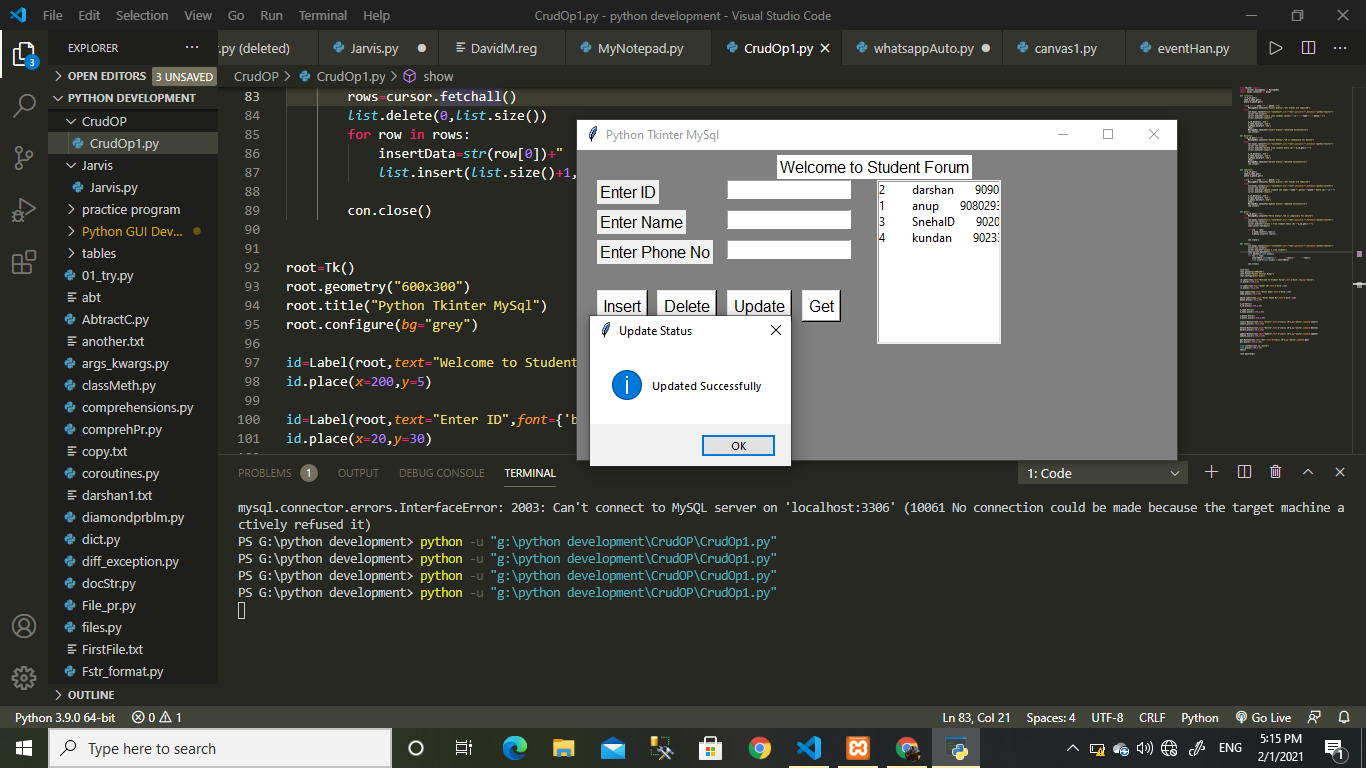 File Edit Selection View Go Run Terminal Help
CrudOp1.py - python development - Visual Studio Code
EXPLORER ...
.py (deleted) Jarvis.py DavidM.reg MyNotepad.py CrudOp1.py whatsappAuto.py canvas1.py eventHan.py
3
OPEN EDITORS 3 UNSAVED
CrudOP > CrudOp1.py > show
PYTHON DEVELOPMENT
CrudOP
CrudOp1.py
Jarvis
Jarvis.py
practice program
Python GUI Dev...
tables
01_try.py
abt
AbtractC.py
another.txt
args_kwargs.py
classMeth.py
comprehensions.py
comprehPr.py
copy.txt
coroutines.py
darshan1.txt
diamondprblm.py
dict.py
diff_exception.py
docStr.py
File_pr.py
files.py
FirstFile.txt
Fstr_format.py
OUTLINE
83 rows=cursor.fetchall()
84 list.delete(0,list.size())
85 for row in rows:
86 insertData=str(row[0])+"
87 list.insert(list.size()+1,
88
89 con.close()
90
91
92 root=Tk()
93 root.geometry("600x300")
94 root.title("Python Tkinter MySql")
95 root.configure(bg="grey")
96
97 id=Label(root,text="Welcome to Student
98 id.place(x=200,y=5)
99
100 id=Label(root,text="Enter ID",font={'b
101 id.place(x=20,y=30)
Python Tkinter MySql
Welcome to Student Forum
Enter ID
Enter Name
Enter Phone No
2 darshan 9090
1 anup 9080293
3 SnehalD 9020
4 kundan 9023
Insert Delete Update Get
Update Status
Updated Successfully
OK
PROBLEMS 1 OUTPUT DEBUG CONSOLE TERMINAL 1: Code
mysql.connector.errors.InterfaceError: 2003: Can't connect to MySQL server on 'localhost:3306' (10061 No connection could be made because the target machine a
ctively refused it)
PS G:\python development> python -u "g:\python development\CrudOP\CrudOp1.py"
PS G:\python development> python -u "g:\python development\CrudOP\CrudOp1.py"
PS G:\python development> python -u "g:\python development\CrudOP\CrudOp1.py"
PS G:\python development> python -u "g:\python development\CrudOP\CrudOp1.py"
Python 3.9.0 64-bit 0 1 Ln 83, Col 21 Spaces: 4 UTF-8 CRLF Python Go Live
Type here to search
ENG
5:15 PM
2/1/2021
1